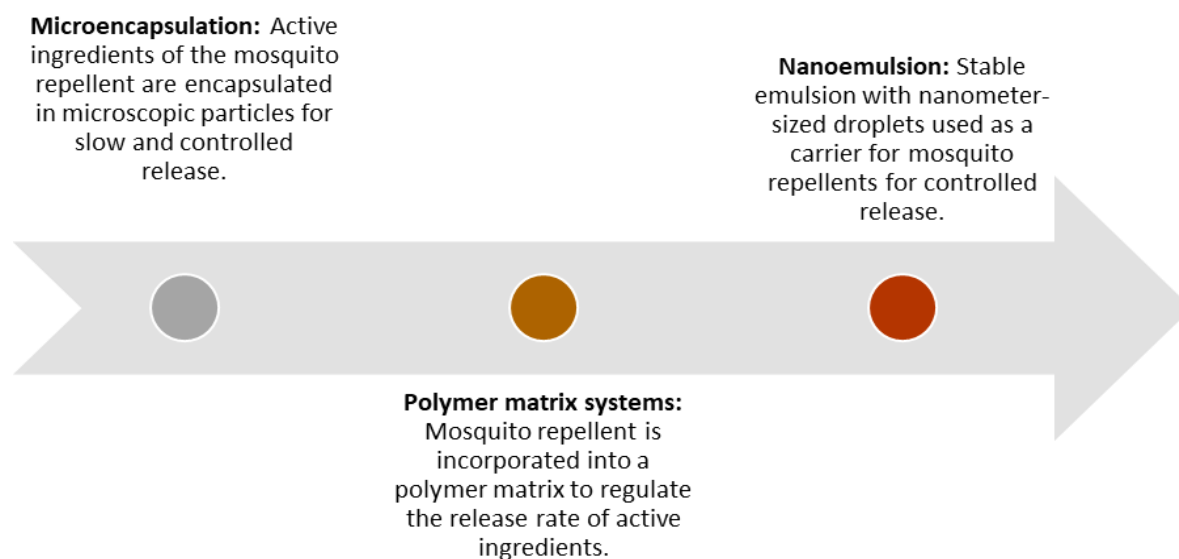 Microencapsulation: Active
ingredients of the mosquito
repellent are encapsulated
in microscopic particles for
slow and controlled
release.
Polymer matrix systems:
Mosquito repellent is
incorporated into a
polymer matrix to regulate
the release rate of active
ingredients.
Nanoemulsion: Stable
emulsion with nanometer-
sized droplets used as a
carrier for mosquito
repellents for controlled
release.